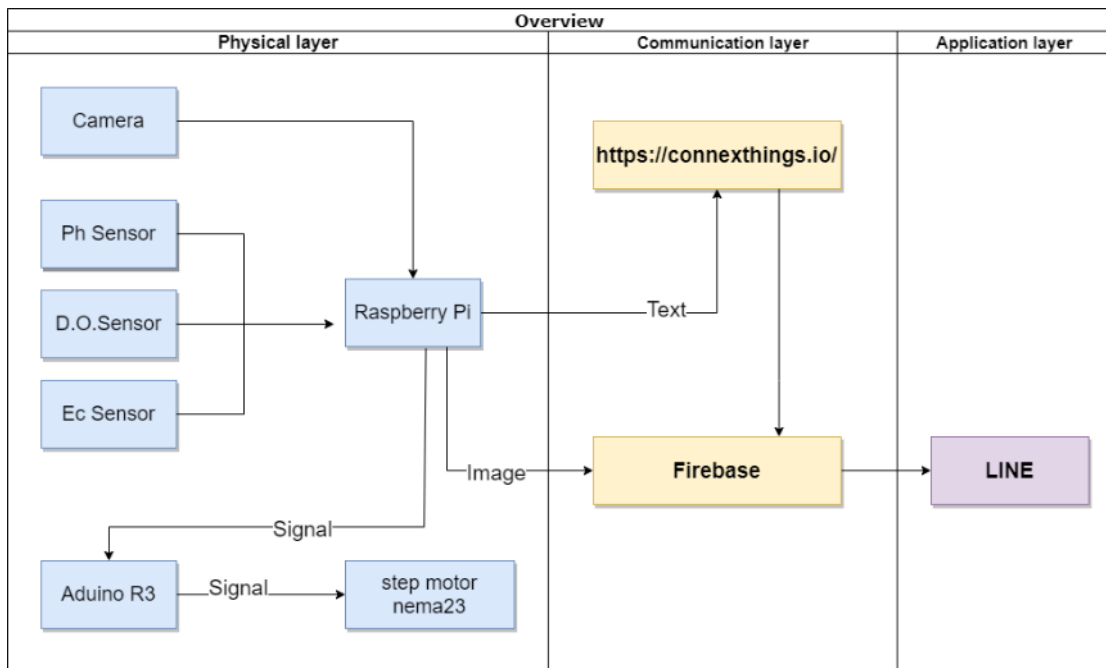 Overview
Physical layer
Communication layer
Application layer
Camera
https://connexthings.io/
Ph Sensor
D.O.Sensor
Raspberry Pi
Text
Ec Sensor
Image
Firebase
LINE
Signal
Aduino R3
Signal
step motor
nema23